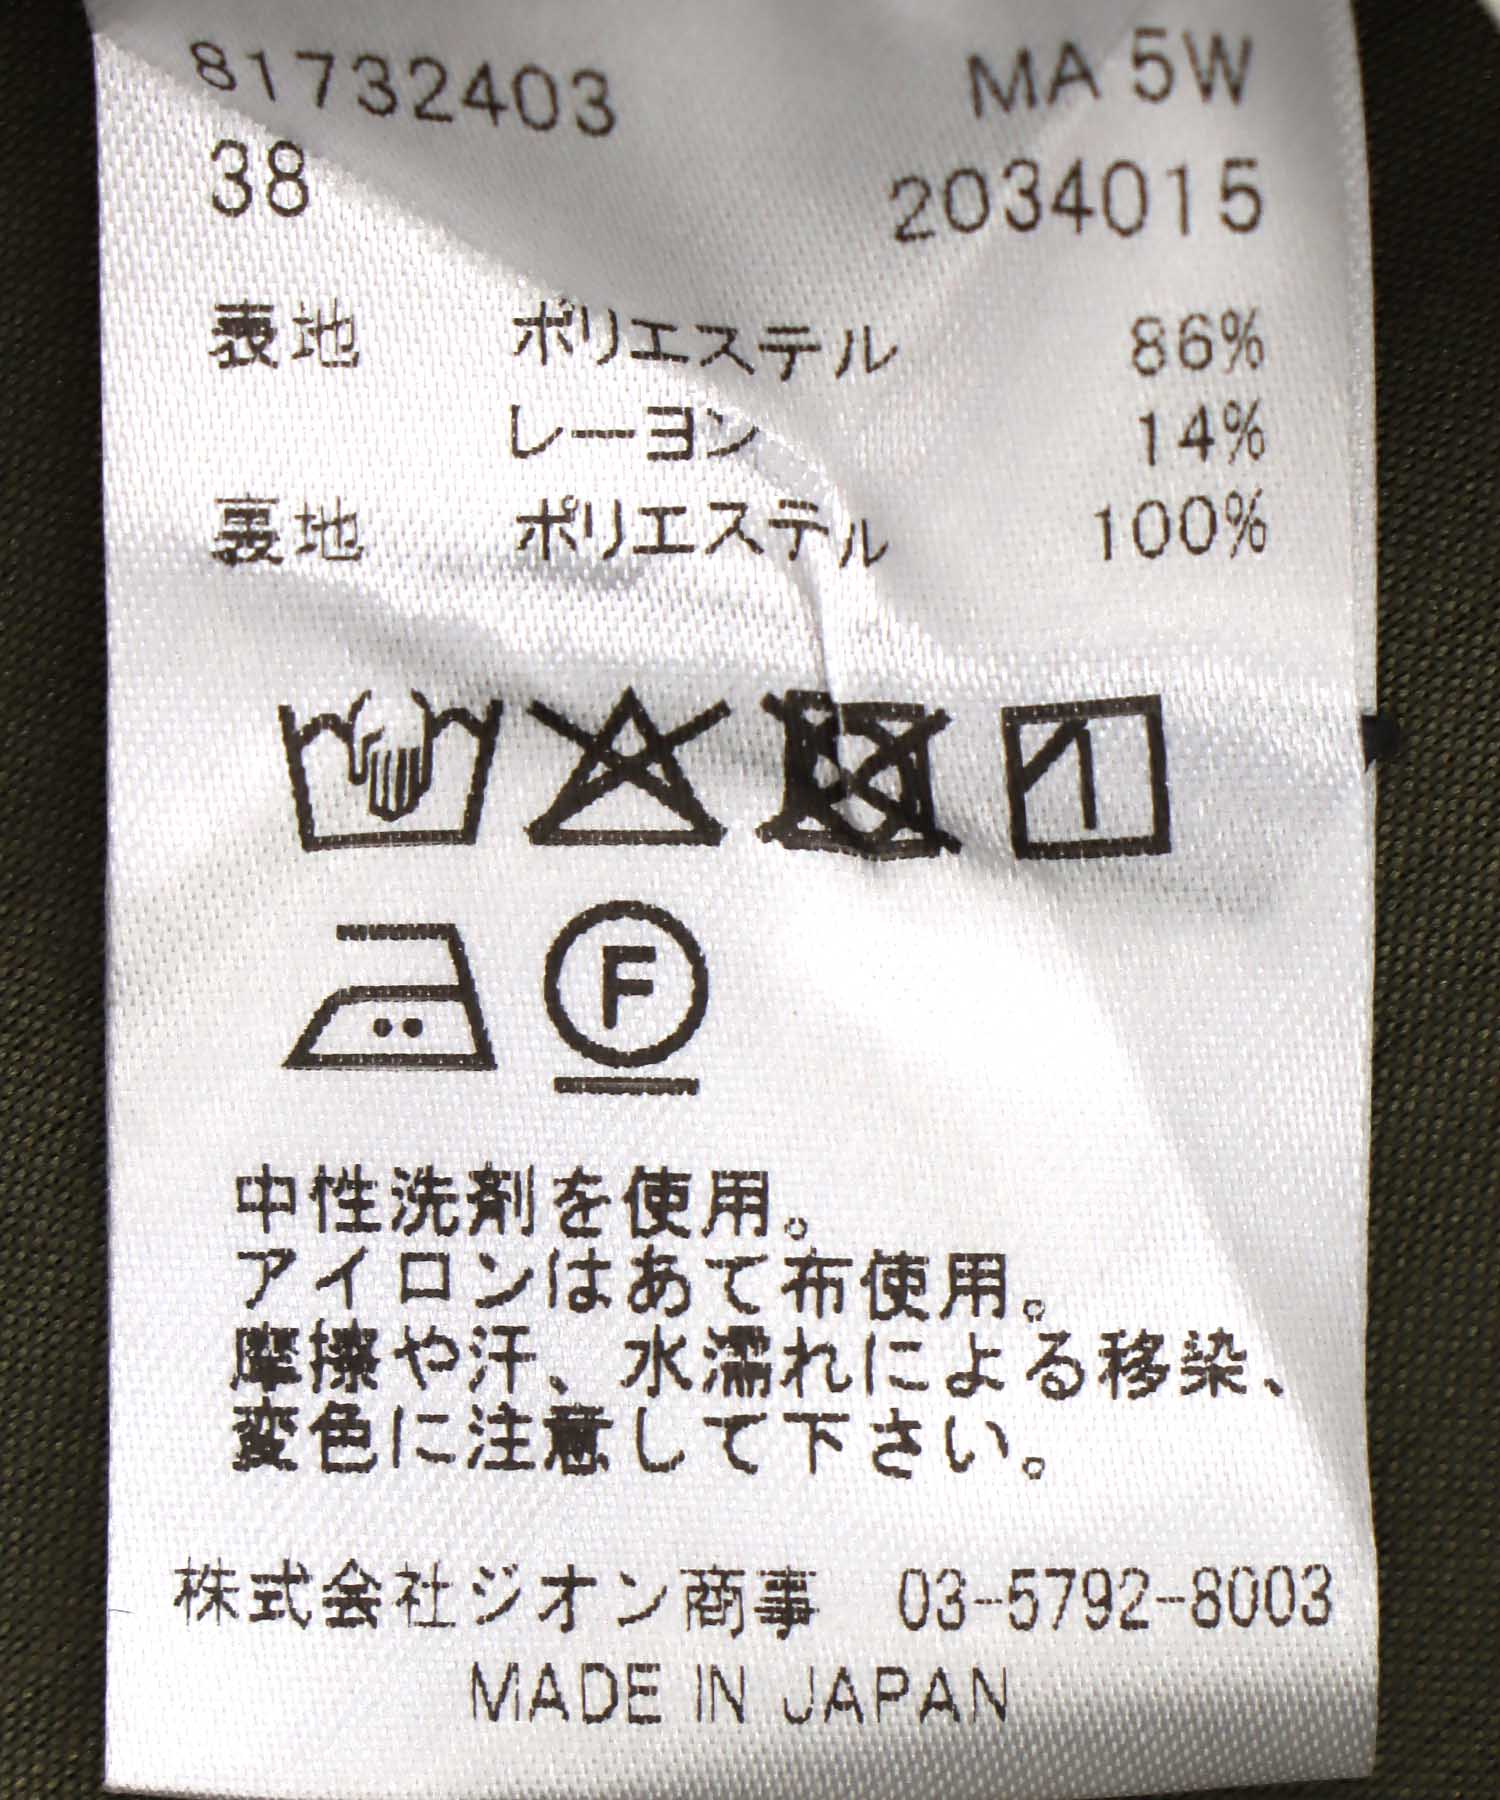 81732403 MA 5W
38 2034015
表地 ポリエステル 86%
レーヨン 14%
裏地 ポリエステル 100%
F
中性洗剤を使用。
アイロンはあて布使用。
摩擦や汗、水濡れによる移染、
変色に注意して下さい。
株式会社ジオン商事 03-5792-8003
MADE IN JAPAN